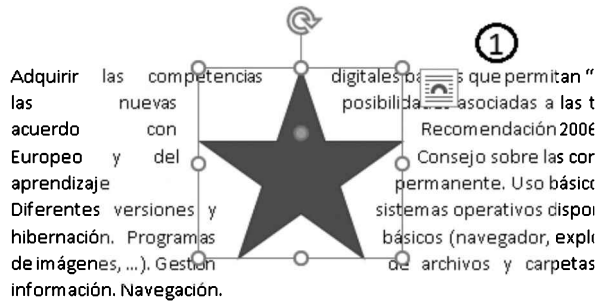 1
Adquirir las competencias digitales que permitan “
las nuevas posibilidades asociadas a las t
acuerdo con Recomendación 2006
Europeo y del Consejo sobre las con
aprendizaje permanente. Uso básico
Diferentes versiones y sistemas operativos dispo
hibernación. Programas básicos (navegador, explo
de imágenes, ...). Gestión de archivos y carpetas
información. Navegación.